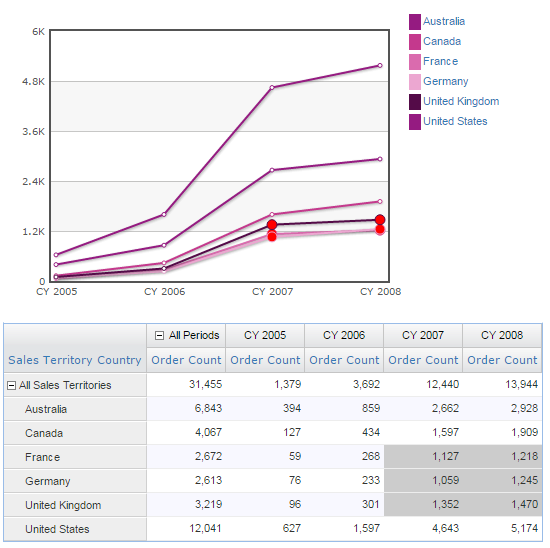 6K
4.8K
3.6K
2.4K
1.2K
0
CY 2005 CY 2006 CY 2007 CY 2008
Australia
Canada
France
Germany
United Kingdom
United States
All Periods CY 2005 CY 2006 CY 2007 CY 2008
Sales Territory Country Order Count Order Count Order Count Order Count Order Count
All Sales Territories 31,455 1,379 3,692 12,440 13,944
Australia 6,843 394 859 2,662 2,928
Canada 4,067 127 434 1,597 1,909
France 2,672 59 268 1,127 1,218
Germany 2,613 76 233 1,059 1,245
United Kingdom 3,219 96 301 1,352 1,470
United States 12,041 627 1,597 4,643 5,174